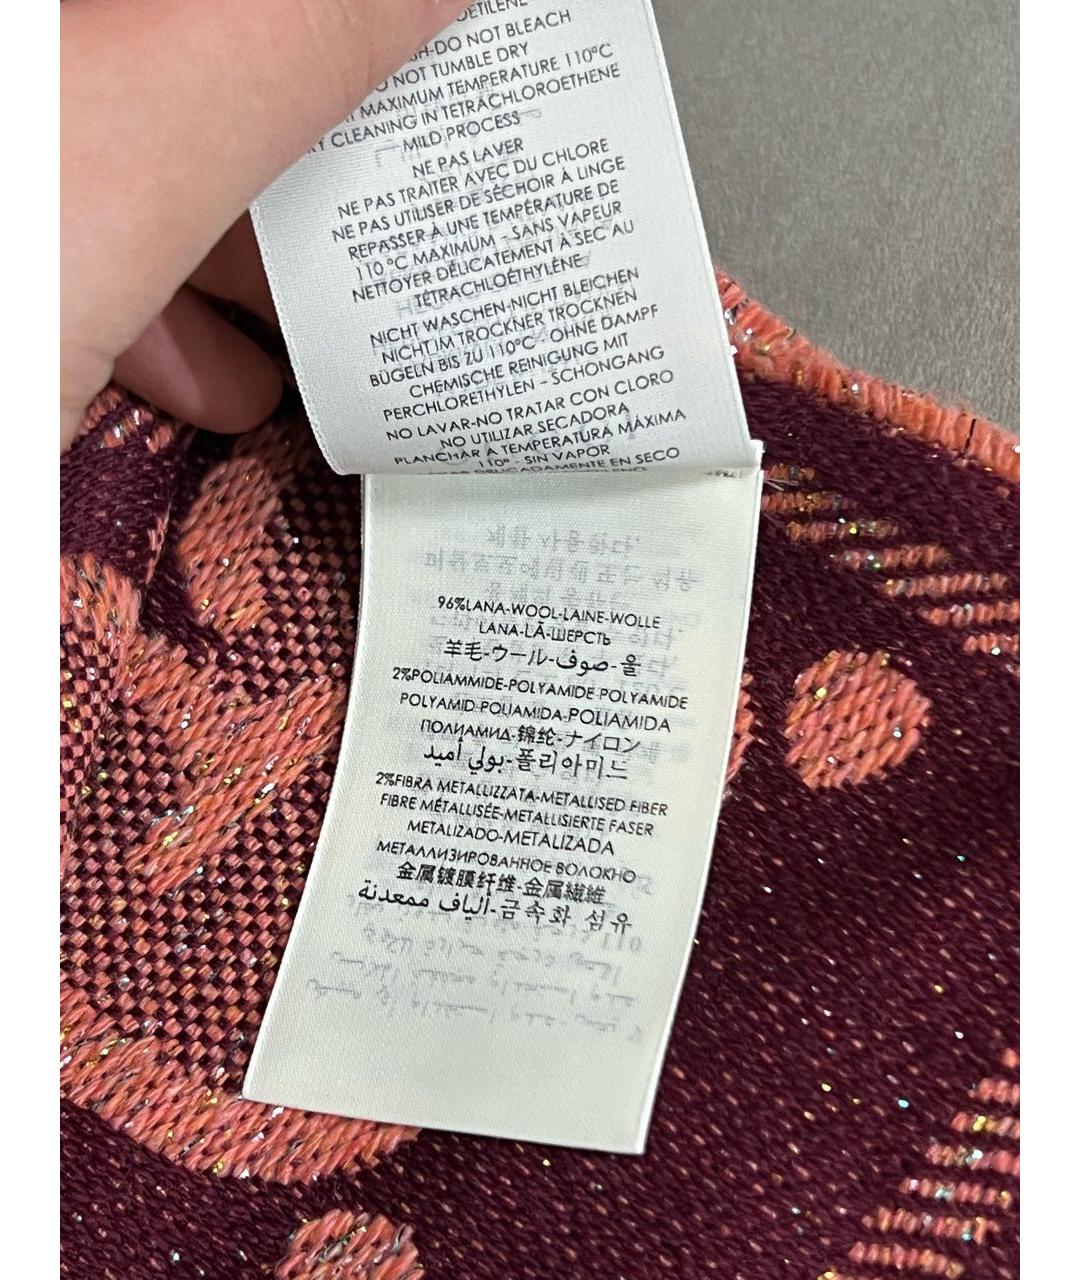 DO NOT BLEACH
NOT TUMBLE DRY
MAXIMUM TEMPERATURE 110°C
CLEANING IN TETRACHLOROETHENE
MILD PROCESS
NE PAS LAVER
NE PAS TRAITER AVEC DU CHLORE
NE PAS UTILISER DE SÉCHOIR À LINGE
REPASSER À UNE TEMPÉRATURE DE
110 °C MAXIMUM - SANS VAPEUR
NETTOYER DÉLICATEMENT À SEC AU
TÉTRACHLOÉTHYLÈNE
NICHT WASCHEN-NICHT BLEICHEN
NICHT IM TROCKNER TROCKNEN
BÜGELN BIS ZU 110°C - OHNE DAMPF
CHEMISCHE REINIGUNG MIT
PERCHLORETHYLEN - SCHONGANG
NO LAVAR-NO TRATAR CON CLORO
NO UTILIZAR SECADORA
PLANCHAR A TEMPERATURA MÁXIMA
110º - SIN VAPOR
DELICADAMENTE EN SECO
96%LANA-WOOL-LAINE-WOLLE
LANA-LÃ-ШЕРСТЬ
羊毛-ウール-صوف-울
2%POLIAMMIDE-POLYAMIDE-POLYAMIDE
POLYAMID-POLIAMIDA-POLIAMIDA
ПОЛИАМИД-锦纶-ナイロン
بولي أميد-폴리아미드
2%FIBRA METALLIZZATA-METALLISED FIBER
FIBRE MÉTALLISÉE-METALLISIERTE FASER
METALIZADO-METALIZADA
МЕТАЛЛИЗИРОВАННОЕ ВОЛОКНО
金属镀膜纤维-金属繊維
ألياف ممعدنة-금속화 섬유